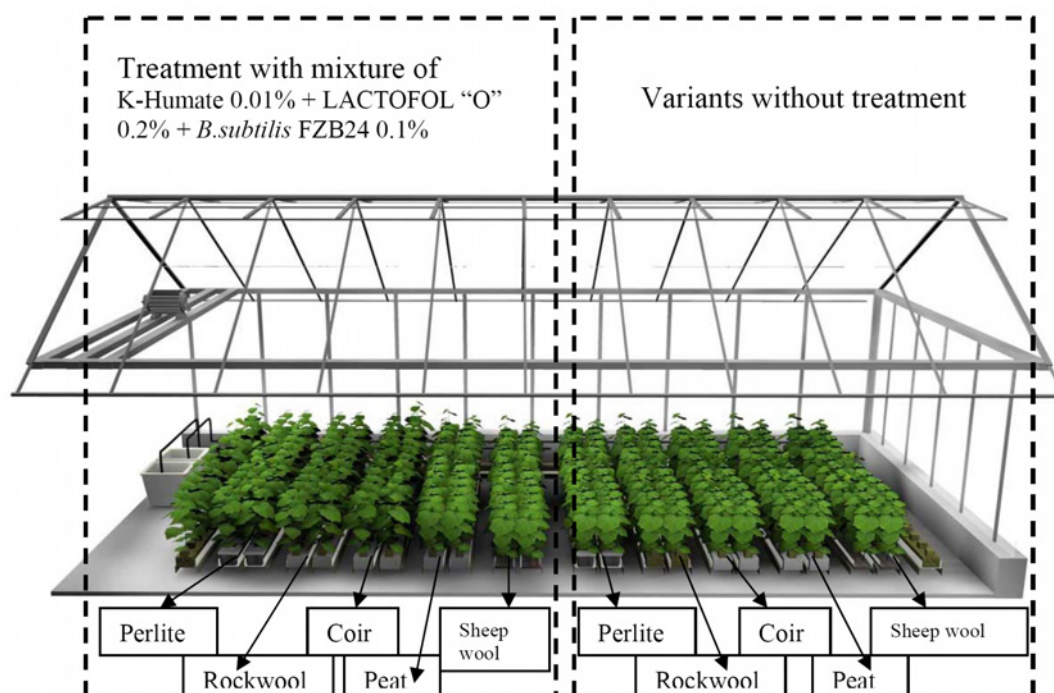 Treatment with mixture of
K-Humate 0.01% + LACTOFOL “O”
0.2% + B.subtilis FZB24 0.1%
Variants without treatment
Perlite
Coir
Sheep
wool
Rockwool
Peat
Perlite
Coir
Sheep wool
Rockwool
Peat